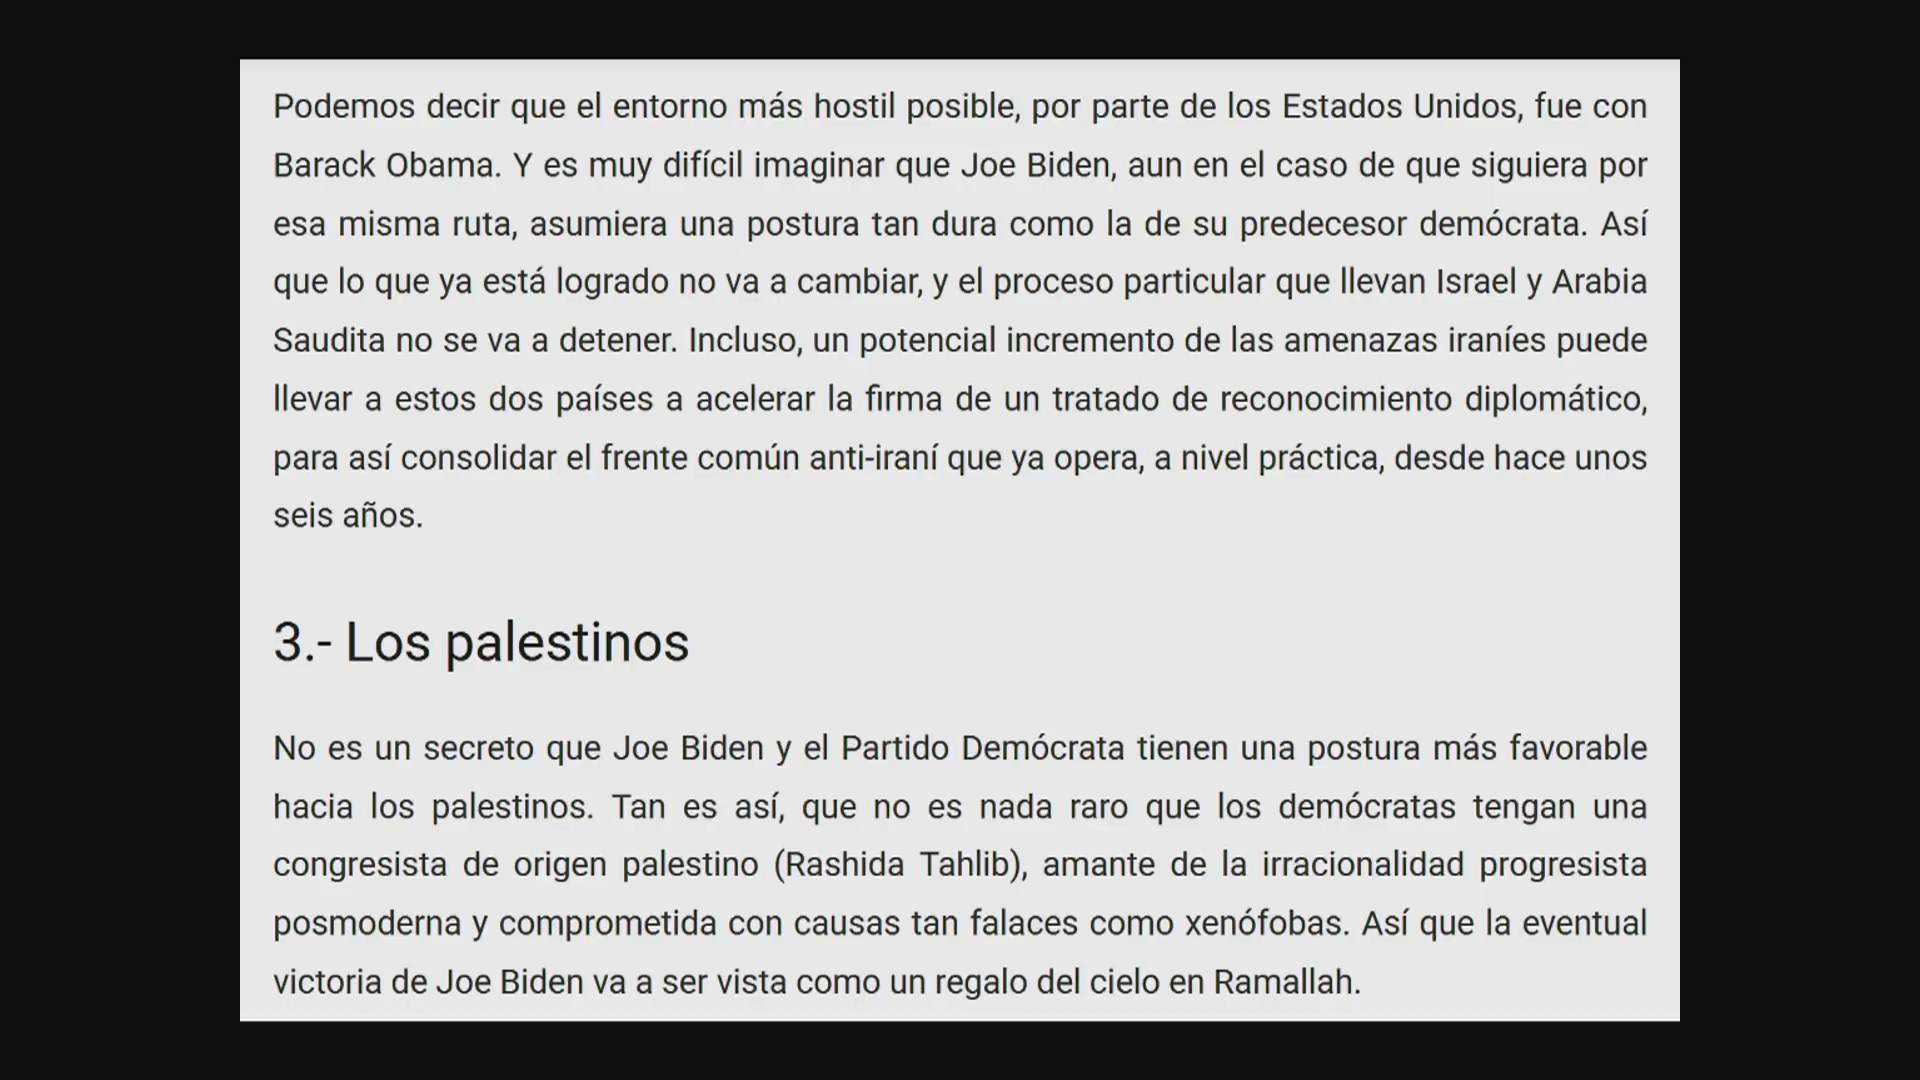 Podemos decir que el entorno más hostil posible, por parte de los Estados Unidos, fue con
Barack Obama. Y es muy difícil imaginar que Joe Biden, aun en el caso de que siguiera por
esa misma ruta, asumiera una postura tan dura como la de su predecesor demócrata. Así
que lo que ya está logrado no va a cambiar, y el proceso particular que llevan Israel y Arabia
Saudita no se va a detener. Incluso, un potencial incremento de las amenazas iraníes puede
llevar a estos dos países a acelerar la firma de un tratado de reconocimiento diplomático,
para así consolidar el frente común anti-iraní que ya opera, a nivel práctica, desde hace unos
seis años.
3.- Los palestinos
No es un secreto que Joe Biden y el Partido Demócrata tienen una postura más favorable
hacia los palestinos. Tan es así, que no es nada raro que los demócratas tengan una
congresista de origen palestino (Rashida Tahlib), amante de la irracionalidad progresista
posmoderna y comprometida con causas tan falaces como xenófobas. Así que la eventual
victoria de Joe Biden va a ser vista como un regalo del cielo en Ramallah.